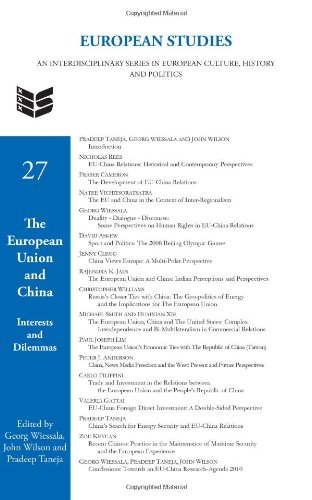 EUROPEAN STUDIES
AN INTERDISCIPLINARY SERIES IN EUROPEAN CULTURE, HISTORY
AND POLITICS
27
The
European
Union
and
China
Interests
and
Dilemmas
Edited by
Georg Wiessala,
John Wilson and
Pradeep Taneja
PRADEEP TANEJA, GEORG WIESSALA AND JOHN WILSON
Introduction
NICHOLAS REES
EU-China Relations: Historical and Contemporary Perspectives
FRASER CAMERON
The Development of EU-China Relations
NATEE VICHITSORATSATRA
The EU and China in the Context of Inter-Regionalism
GEORG WIESSALA
Duality - Dialogue - Discourse:
Some Perspectives on Human Rights in EU-China Relations
DAVID ASKEW
Sport and Politics: The 2008 Beijing Olympic Games
JENNY CLEGG
China Views Europe: A Multi-Polar Perspective
RAJENDRA K. JAIN
The European Union and China: Indian Perceptions and Perspectives
CHRISTOPHER WILLIAMS
Russia's Closer Ties with China: The Geo-politics of Energy
and the Implications for The European Union
MICHAEL SMITH AND HUAINIAN XIE
The European Union, China and The United States: Complex
Interdependence and Bi-Multilateralism in Commercial Relations
PAUL JOSEPH LIM
The European Union's Economic Ties with The Republic of China (Taiwan)
PETER J. ANDERSON
China, News Media Freedom and the West: Present and Future Perspectives
CARLO FILIPPINI
Trade and Investment in the Relations between
the European Union and the People's Republic of China
VALERIA GATTAI
EU-China Foreign Direct Investment: A Double-Sided Perspective
PRADEEP TANEJA
China's Search for Energy Security and EU-China Relations
ZOU KEYUAN
Recent Chinese Practice in the Maintenance of Maritime Security
and the European Experience
GEORG WIESSALA, PRADEEP TANEJA, JOHN WILSON
Conclusions: Towards an EU-China Research-Agenda 2010